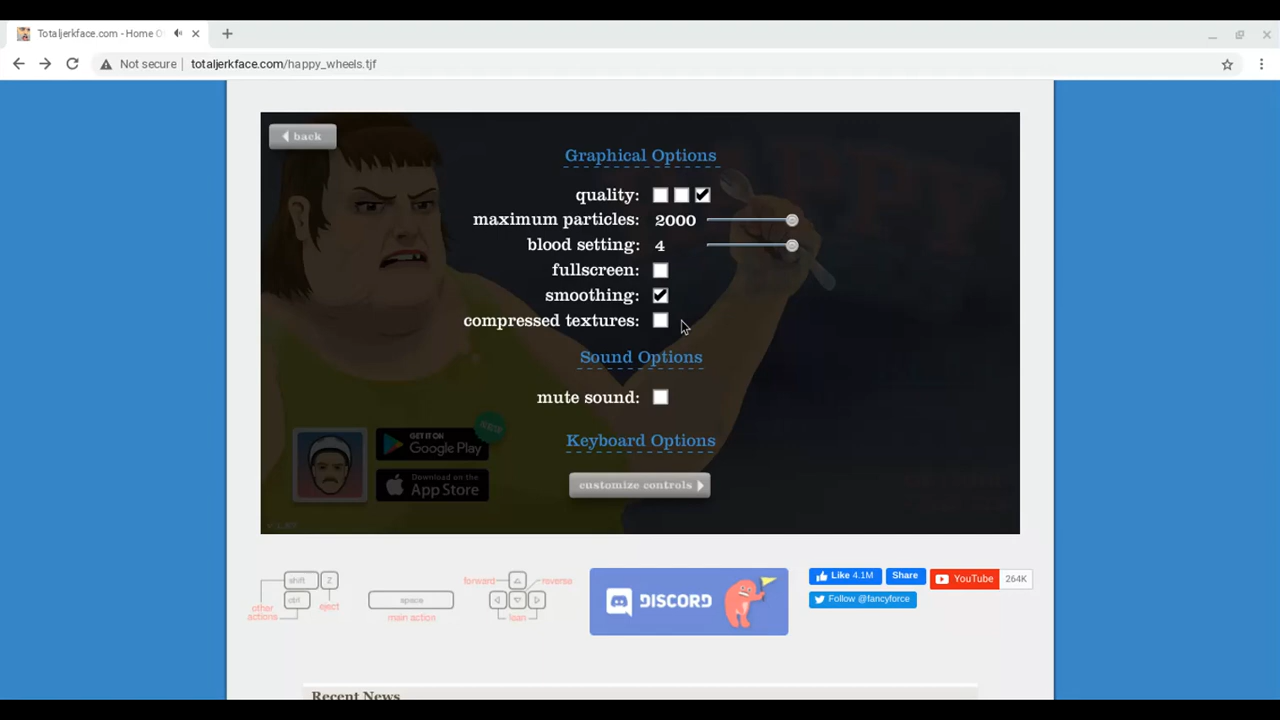 Totaljerkface.com - Home O
Not secure
totaljerkface.com/happy_wheels.tjf
back
Graphical Options
quality:
maximum particles: 2000
blood setting: 4
fullscreen:
smoothing:
compressed textures:
Sound Options
mute sound:
Keyboard Options
customize controls
NEW
GET IT ON
Google Play
Download on the
App Store
shift Z
ctrl
other
actions
eject
space
main action
forward
reverse
lean
DISCORD
Like 4.1M
Share
YouTube 264K
Follow @fancyforce
Recent News